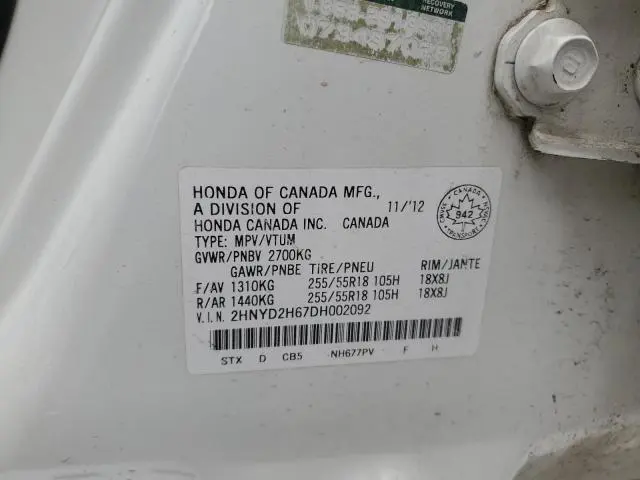 RECOVERY
NETWORK
HONDA OF CANADA MFG.,
A DIVISION OF 11/'12
HONDA CANADA INC. CANADA
TYPE: MPV/VTUM
GVWR/PNBV 2700KG
GAWR/PNBE TIRE/PNEU RIM/JANTE
F/AV 1310KG 255/55R18 105H 18X8J
R/AR 1440KG 255/55R18 105H 18X8J
V.I.N. 2HNYD2H67DH002092
STX D CB5 NH677PV F H
CANADA
942
TRANSPORT